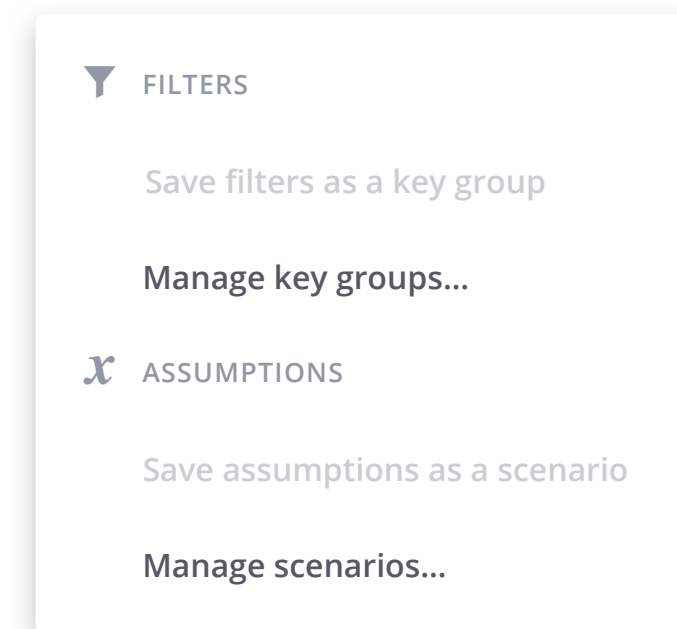 FILTERS
Save filters as a key group
Manage key groups...
x ASSUMPTIONS
Save assumptions as a scenario
Manage scenarios...